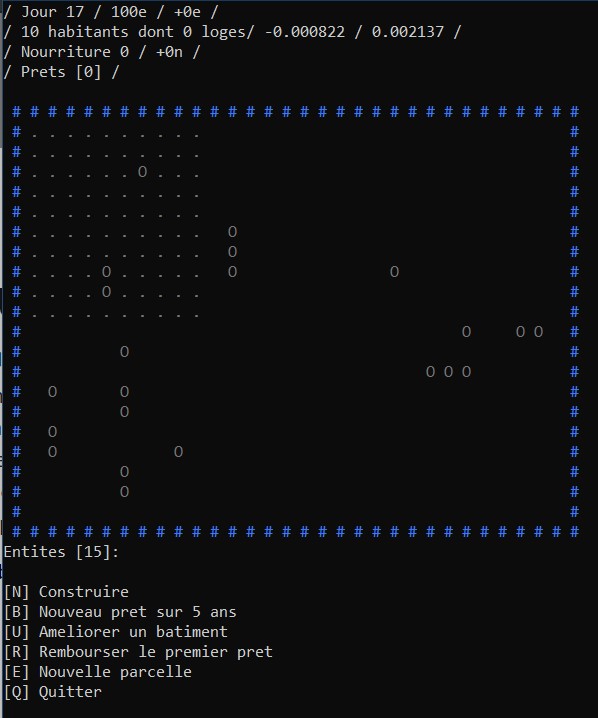 / Jour 17 / 100e / +0e /
/ 10 habitants dont 0 loges/ -0.000822 / 0.002137 /
/ Nourriture 0 / +0n /
/ Prets [0] /
# # # # # # # # # # # # # # # # # # # # # # # # # # # # # # # #
# . . . . . . . . . .                                         #
# . . . . . . . . . .                                         #
# . . . . . . O . . .                                         #
# . . . . . . . . . .                                         #
# . . . . . . . . . .                                         #
# . . . . . . . . . .   O                                     #
# . . . . . . . . . .   O                                     #
# . . . . O . . . . .   O                 O                   #
# . . . . O . . . . .                                         #
# . . . . . . . . . .                                         #
#                                                 O     O O   #
#           O                                                 #
#                                             O O O           #
#   O       O                                                 #
#           O                                                 #
#   O                                                         #
#   O             O                                           #
#           O                                                 #
#           O                                                 #
#                                                             #
# # # # # # # # # # # # # # # # # # # # # # # # # # # # # # # #
Entites [15]:
[N] Construire
[B] Nouveau pret sur 5 ans
[U] Ameliorer un batiment
[R] Rembourser le premier pret
[E] Nouvelle parcelle
[Q] Quitter